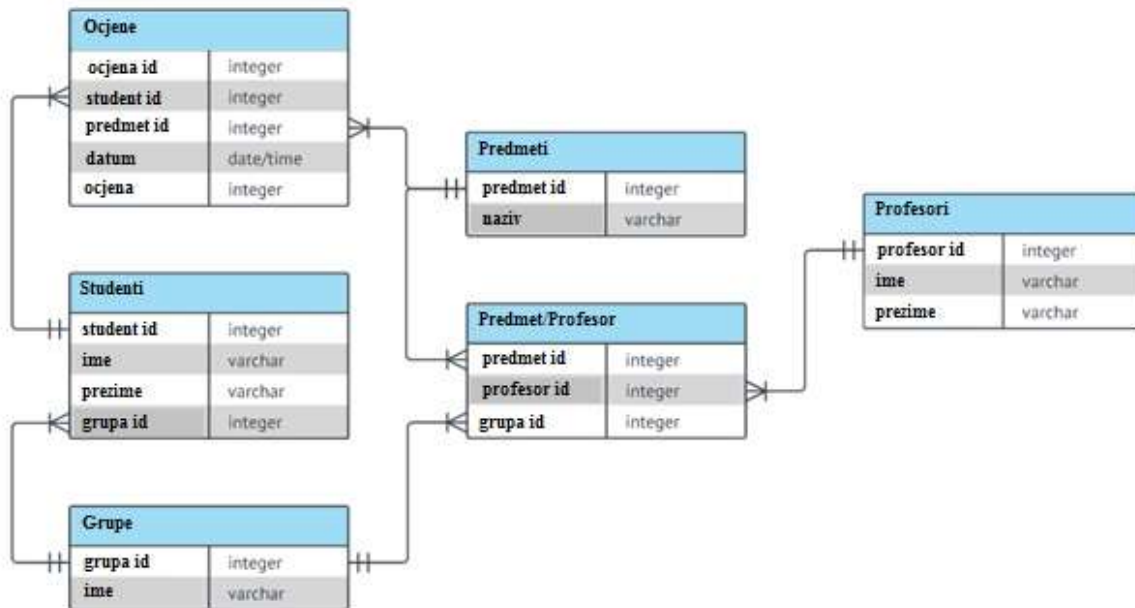 Ocjene
ocjena id integer
student id integer
predmet id integer
datum date/time
ocjena integer
Predmeti
predmet id integer
naziv varchar
Profesori
profesor id integer
ime varchar
prezime varchar
Studenti
student id integer
ime varchar
prezime varchar
grupa id integer
Predmet/Profesor
predmet id integer
profesor id integer
grupa id integer
Grupe
grupa id integer
ime varchar